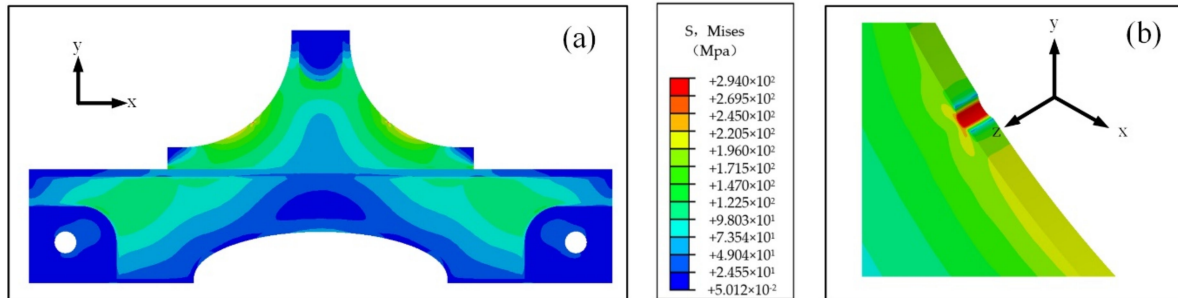 (a)
y
x
S, Mises
(Mpa)
+2.940×10²
+2.695×10²
+2.450×10²
+2.205×10²
+1.960×10²
+1.715×10²
+1.470×10²
+1.225×10²
+9.803×10¹
+7.354×10¹
+4.904×10¹
+2.455×10¹
+5.012×10⁻²
(b)
y
z
x